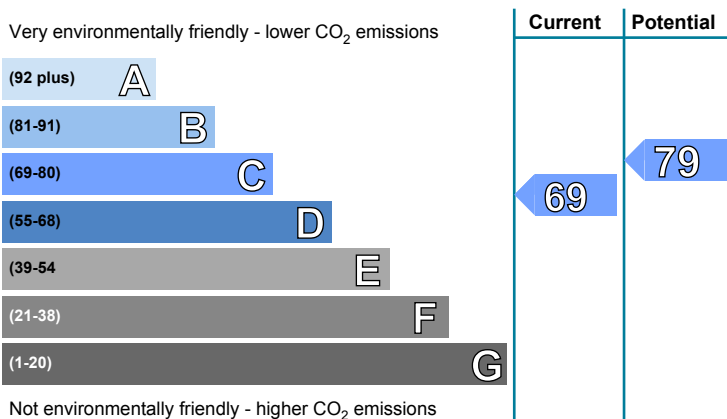 Very environmentally friendly - lower CO₂ emissions
Current
Potential
(92 plus) A
(81-91) B
(69-80) C
(55-68) D
(39-54 E
(21-38) F
(1-20) G
69
79
Not environmentally friendly - higher CO₂ emissions